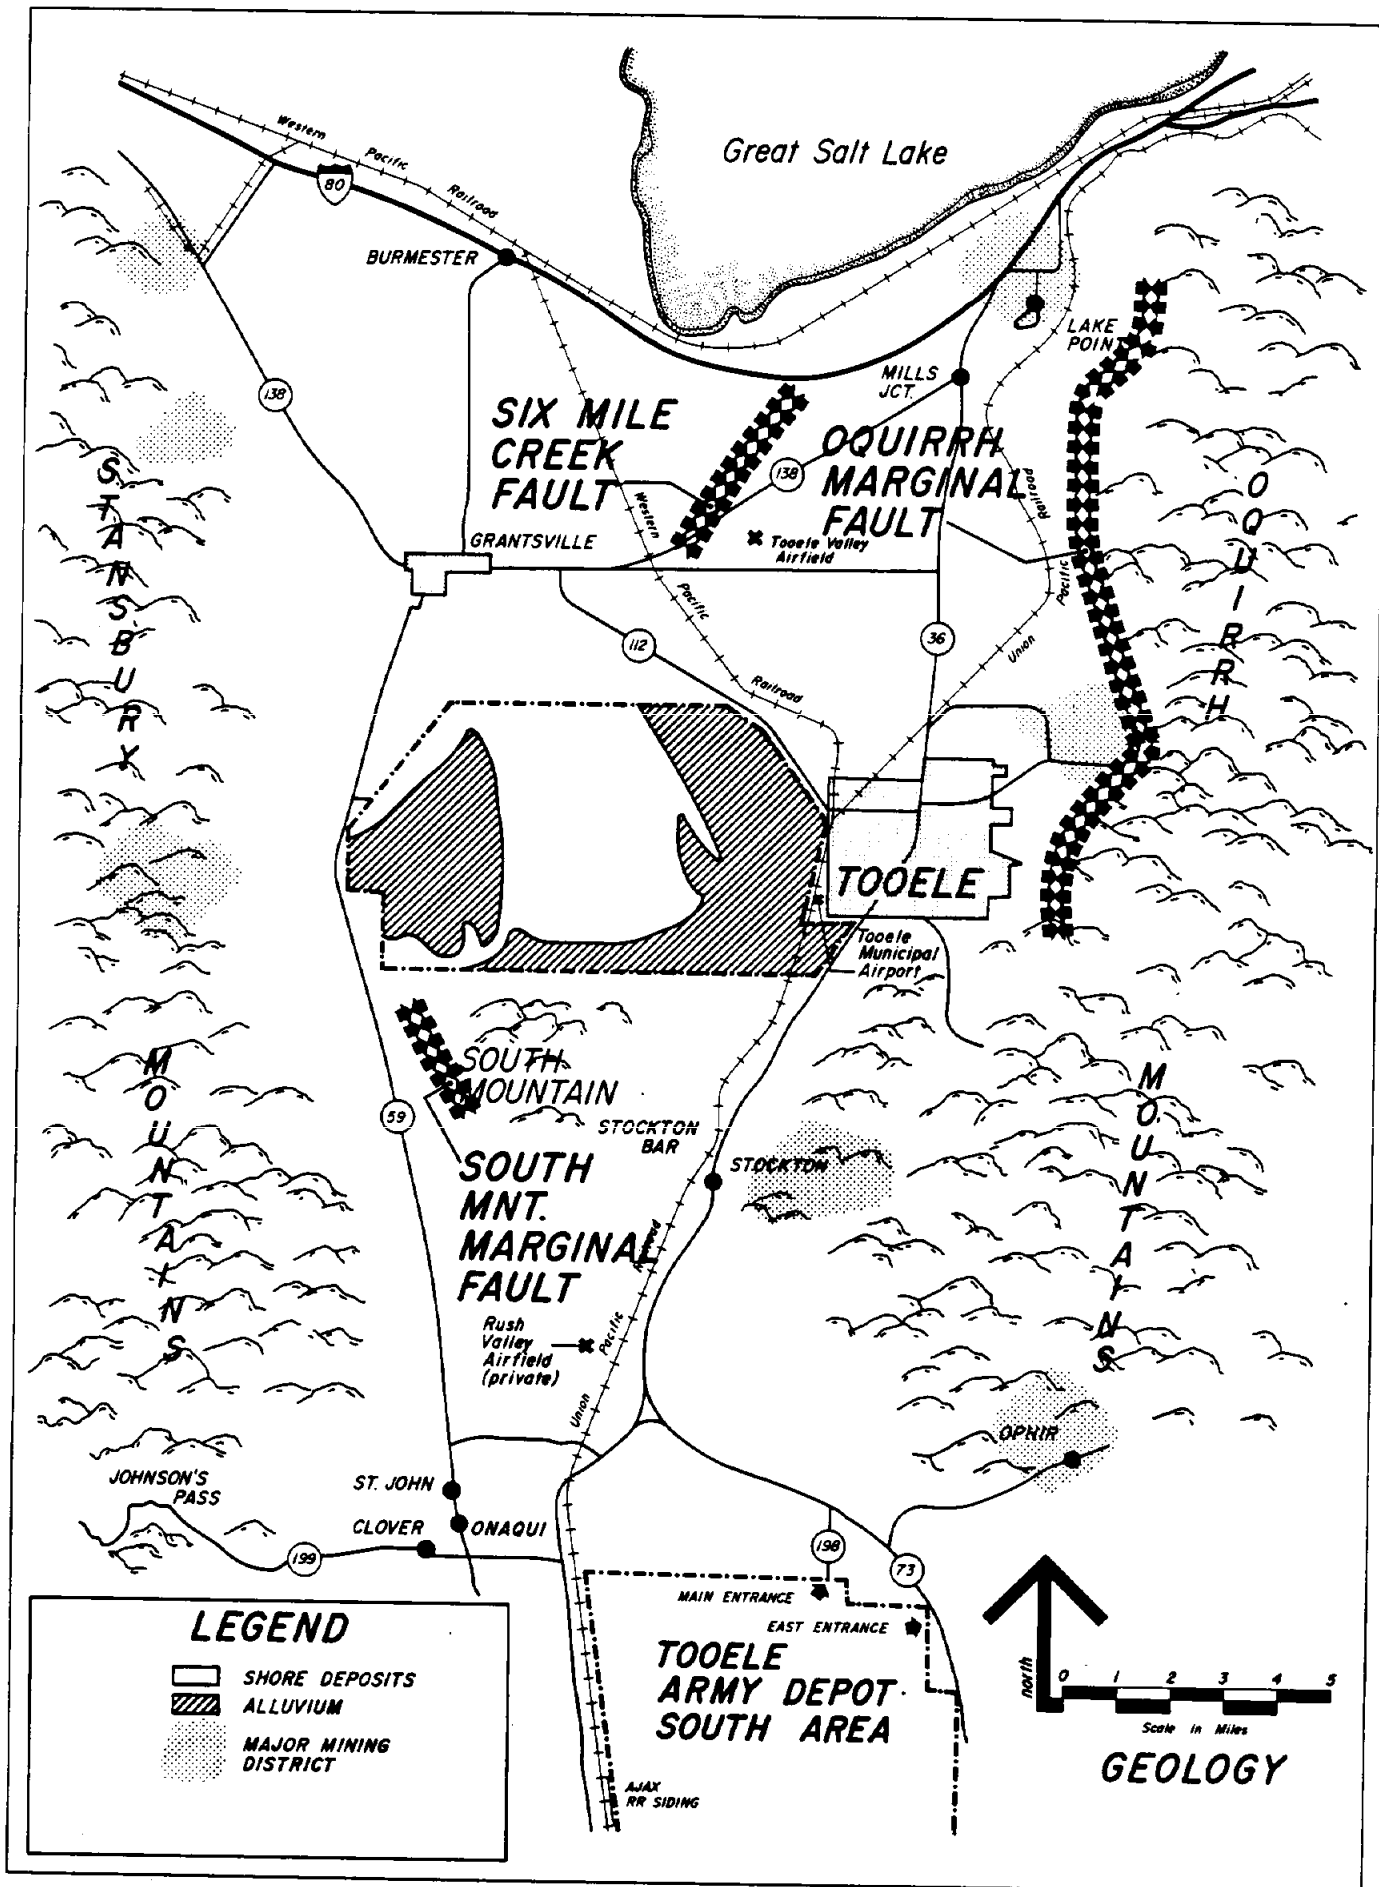 Great Salt Lake
Western
Pacific
Railroad
80
BURMESTER
LAKE
POINT
MILLS
JCT.
138
SIX MILE
CREEK
FAULT
OQUIRRH
MARGINAL
FAULT
138
Western
Railroad
GRANTSVILLE
Tooele Valley
Airfield
Pacific
Pacific
112
36
Union
Railroad
STANSBURY
OQUIRRH
TOOELE
Tooele
Municipal
Airport
SOUTH
MOUNTAIN
59
STOCKTON
BAR
STOCKTON
MOUNTAINS
MOUNTAINS
SOUTH
MNT.
MARGINAL
FAULT
Railroad
Rush
Valley
Airfield
(private)
Pacific
Union
OPHIR
JOHNSON'S
PASS
ST. JOHN
CLOVER
ONAQUI
199
198
73
MAIN ENTRANCE
EAST ENTRANCE
TOOELE
ARMY DEPOT
SOUTH AREA
AJAX
RR SIDING
LEGEND
SHORE DEPOSITS
ALLUVIUM
MAJOR MINING
DISTRICT
north
0 1 2 3 4 5
Scale in Miles
GEOLOGY